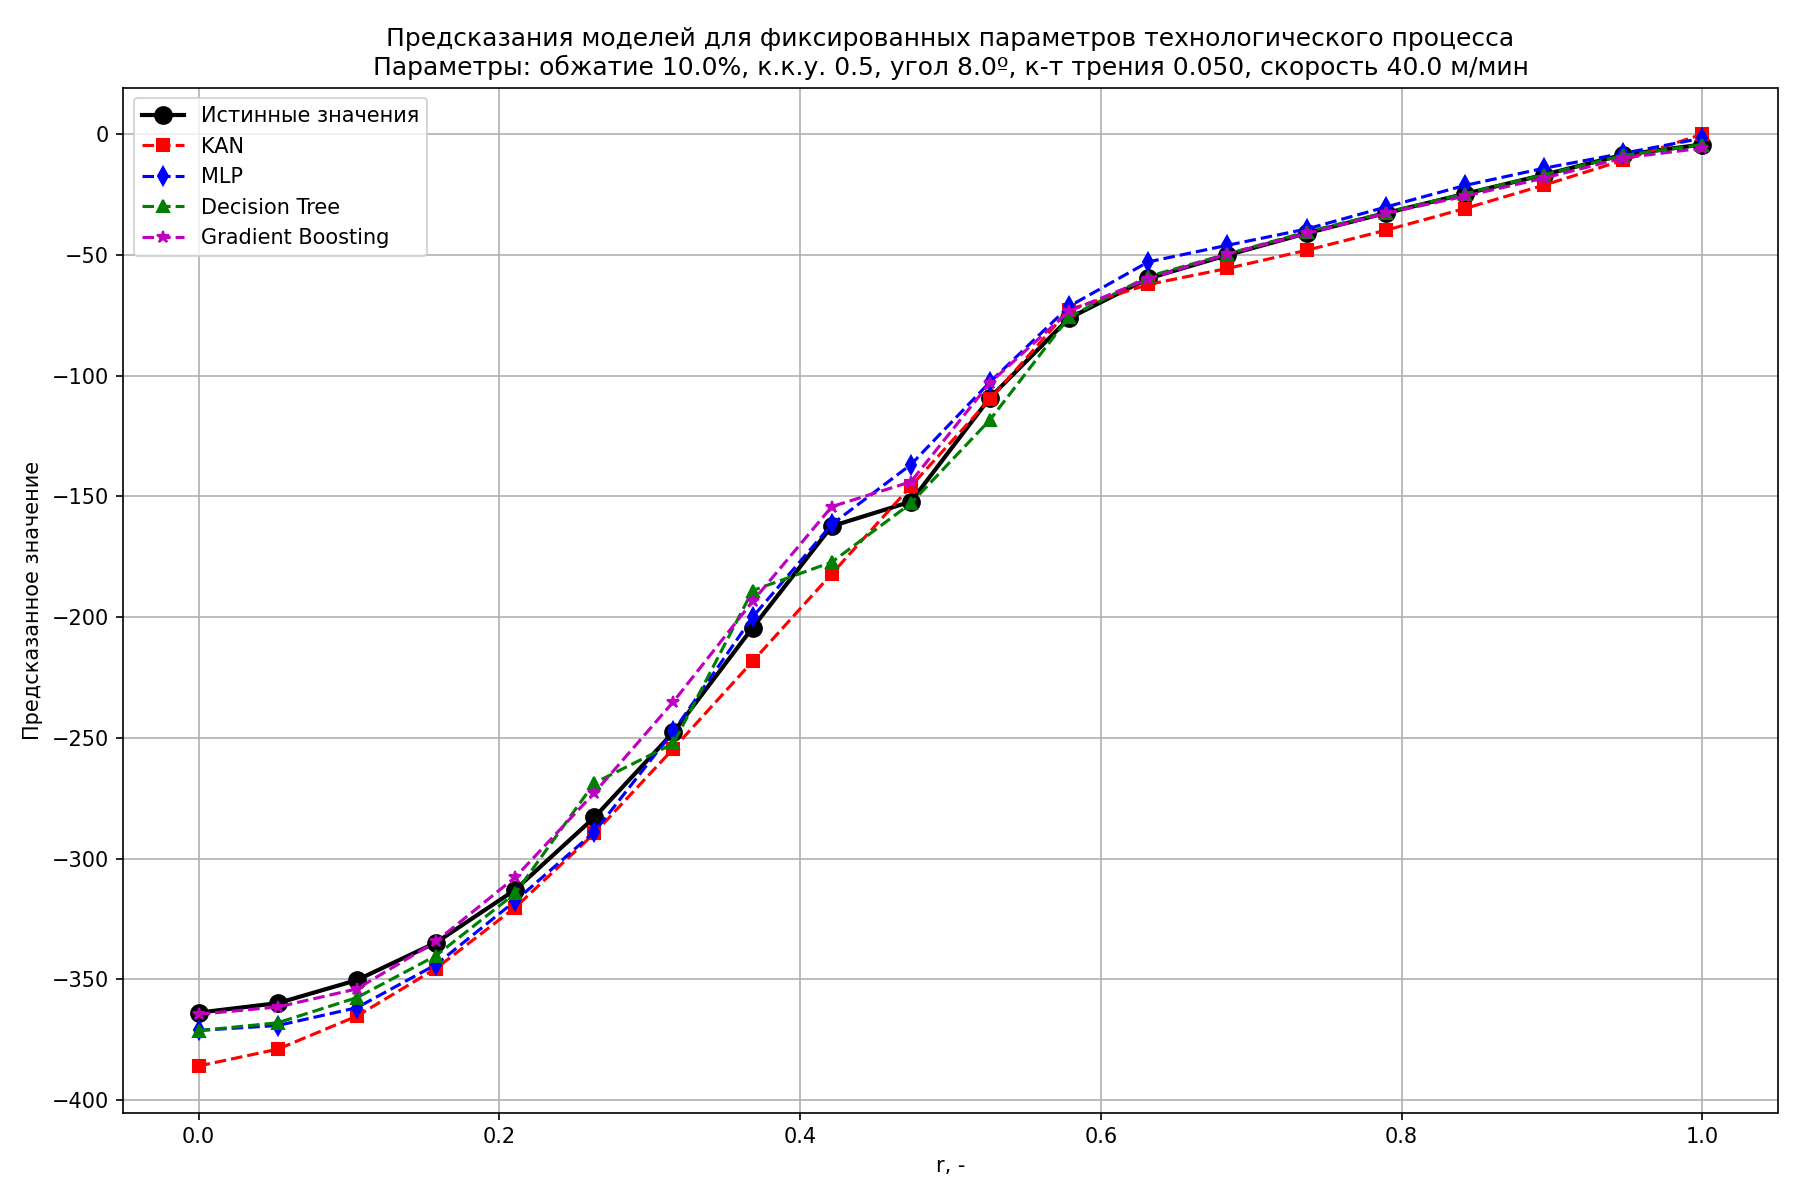 Предсказания моделей для фиксированных параметров технологического процесса
Параметры: обжатие 10.0%, к.к.у. 0.5, угол 8.0º, к-т трения 0.050, скорость 40.0 м/мин
Истинные значения
KAN
MLP
Decision Tree
Gradient Boosting
Предсказанное значение
0
−50
−100
−150
−200
−250
−300
−350
−400
0.0
0.2
0.4
0.6
0.8
1.0
r, -